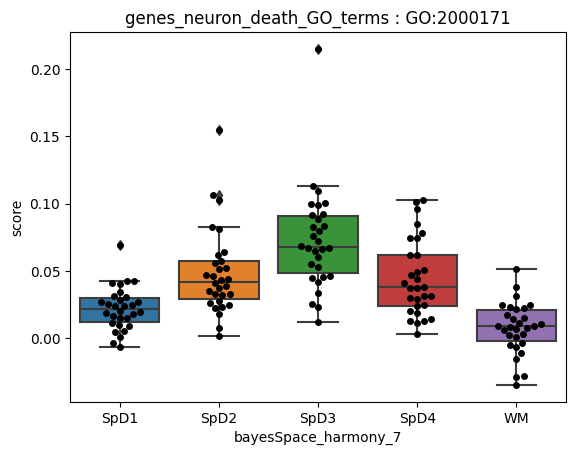 genes_neuron_death_GO_terms : GO:2000171
score
0.20
0.15
0.10
0.05
0.00
SpD1 SpD2 SpD3 SpD4 WM
bayesSpace_harmony_7